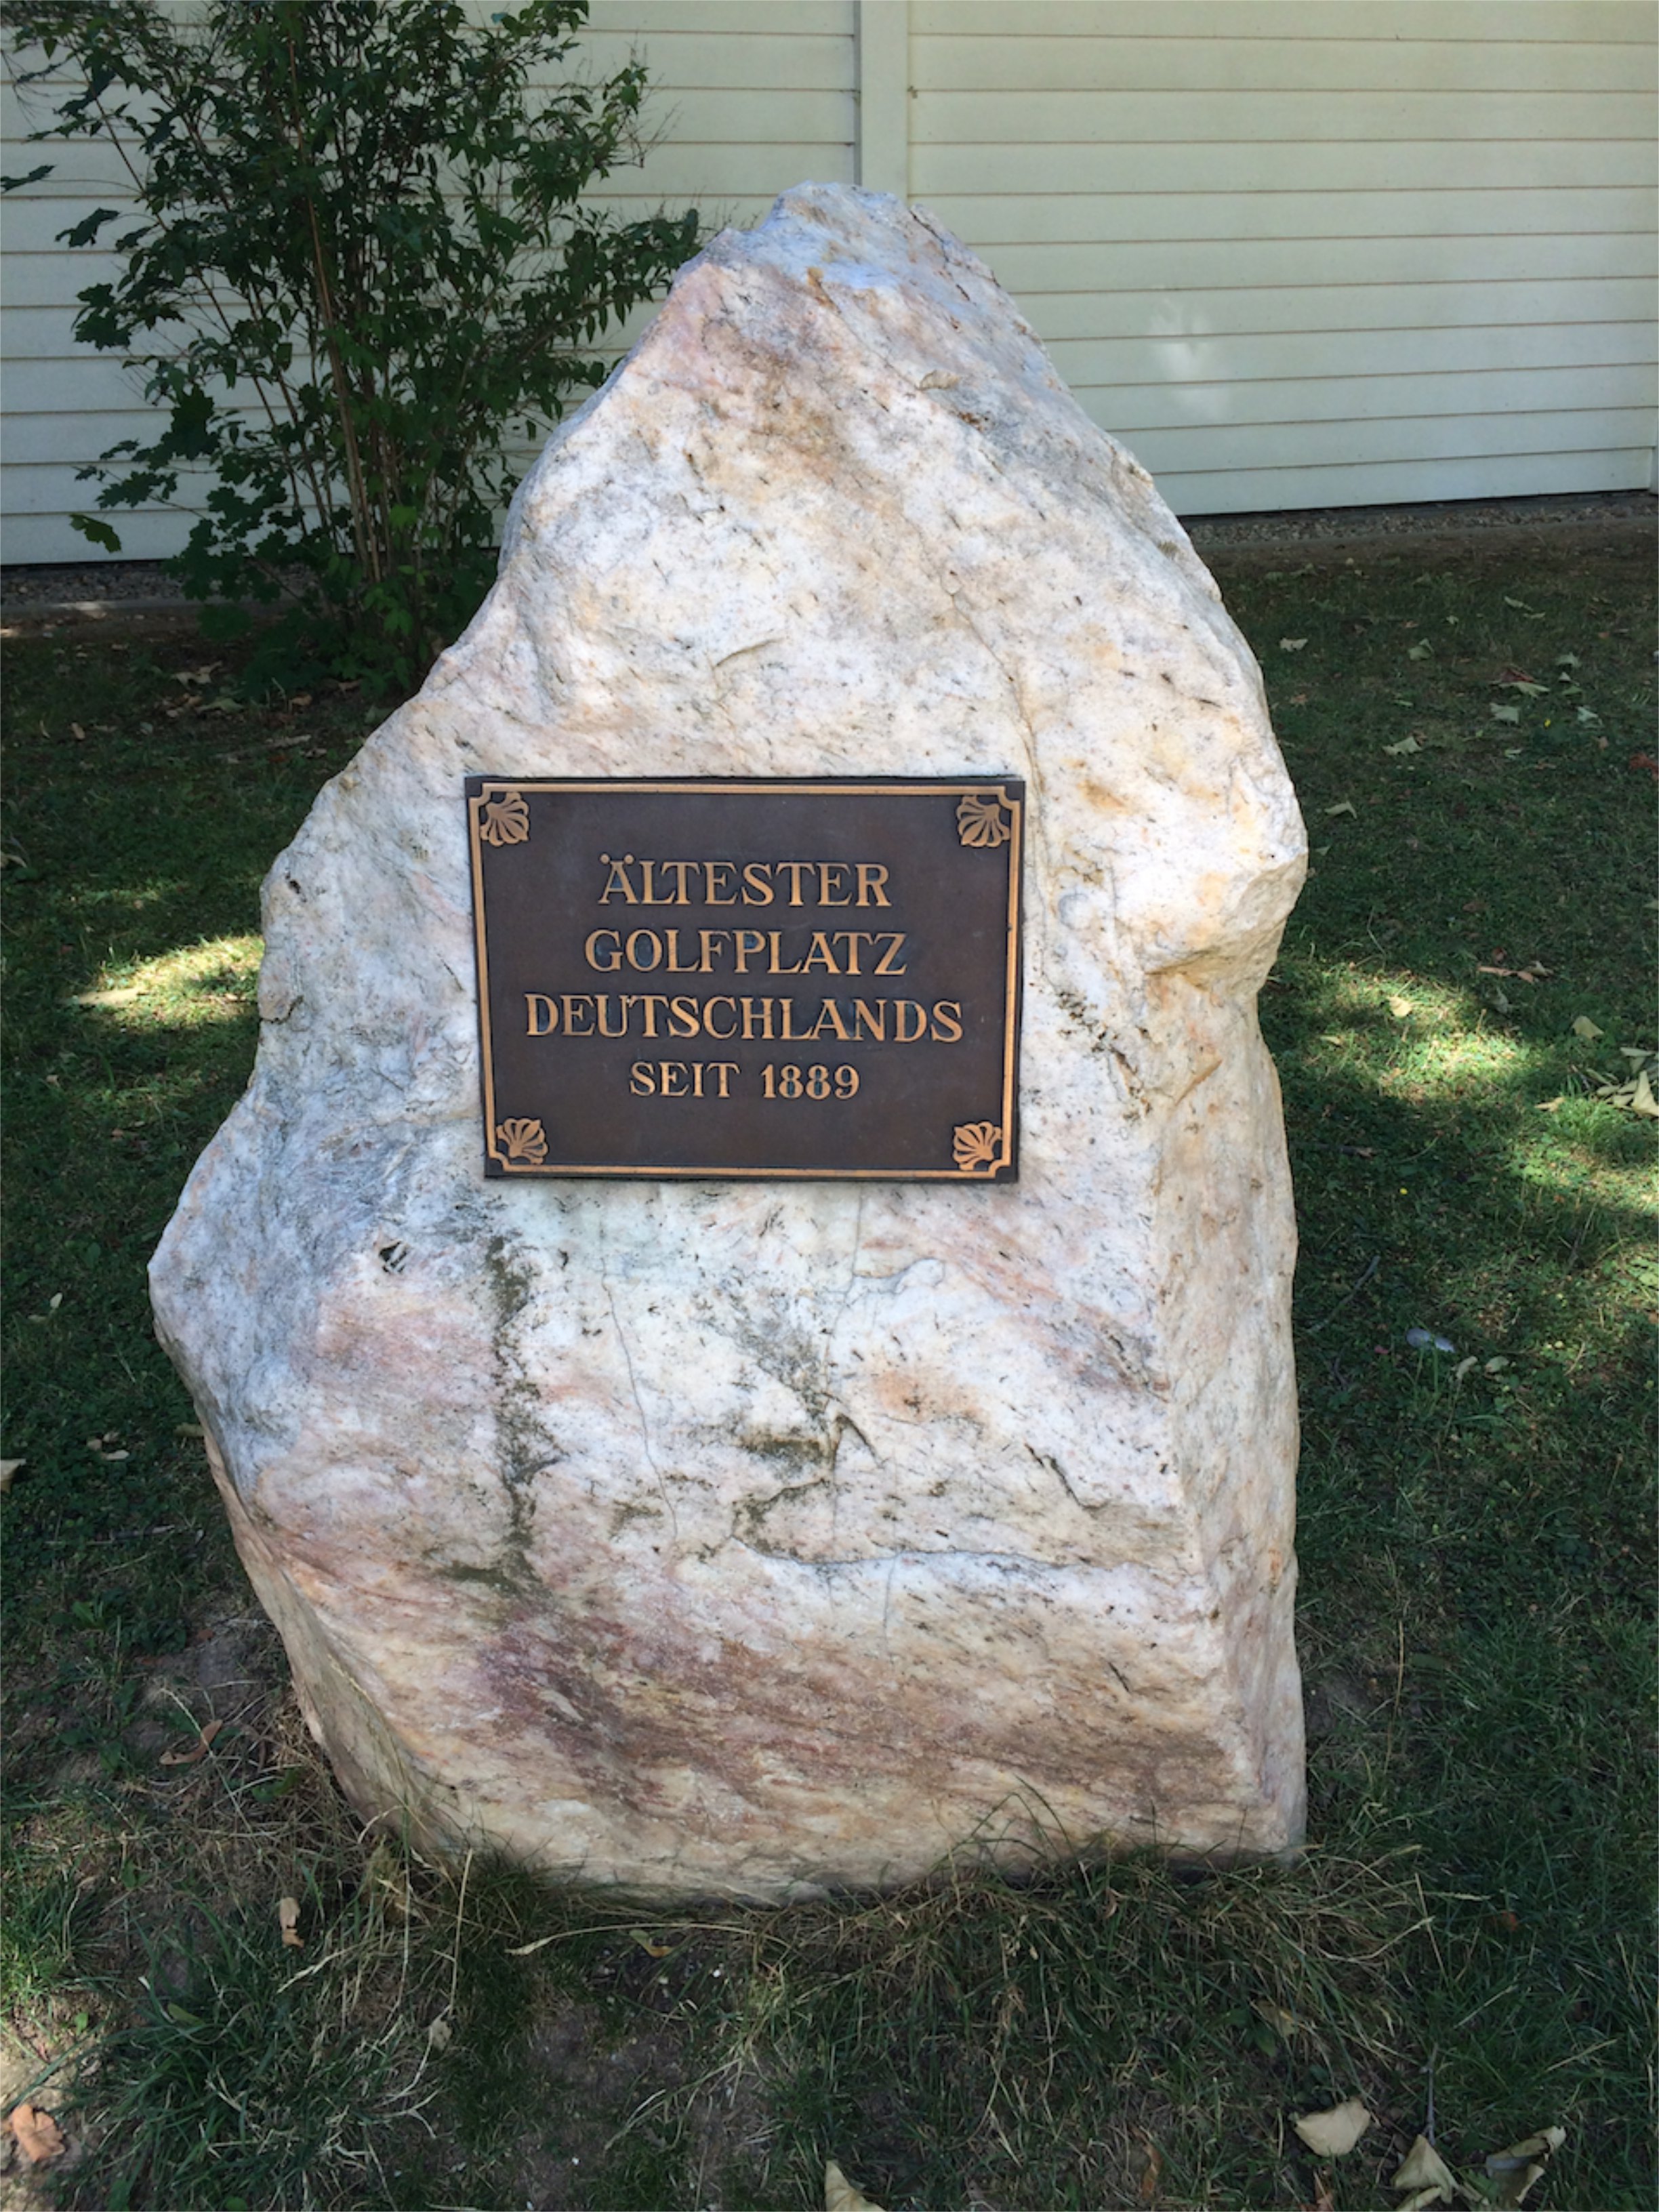 ÄLTESTER
GOLFPLATZ
DEUTSCHLANDS
SEIT 1889